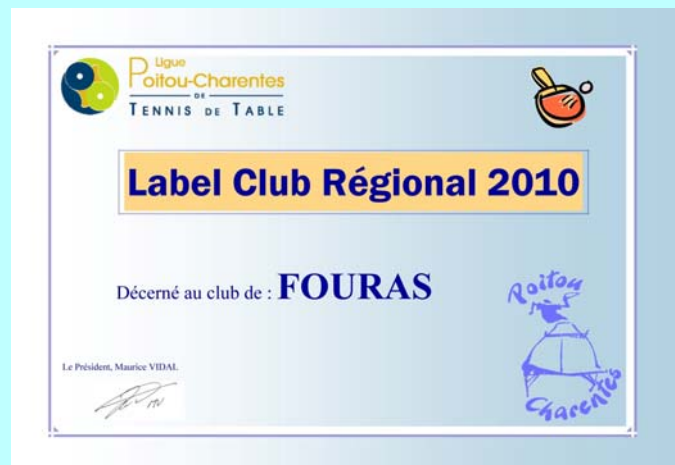 Ligue
Poitou-Charentes
DE
TENNIS DE TABLE
Label Club Régional 2010
Décerné au club de : FOURAS
Poitou
Charentes
Le Président, Maurice VIDAL